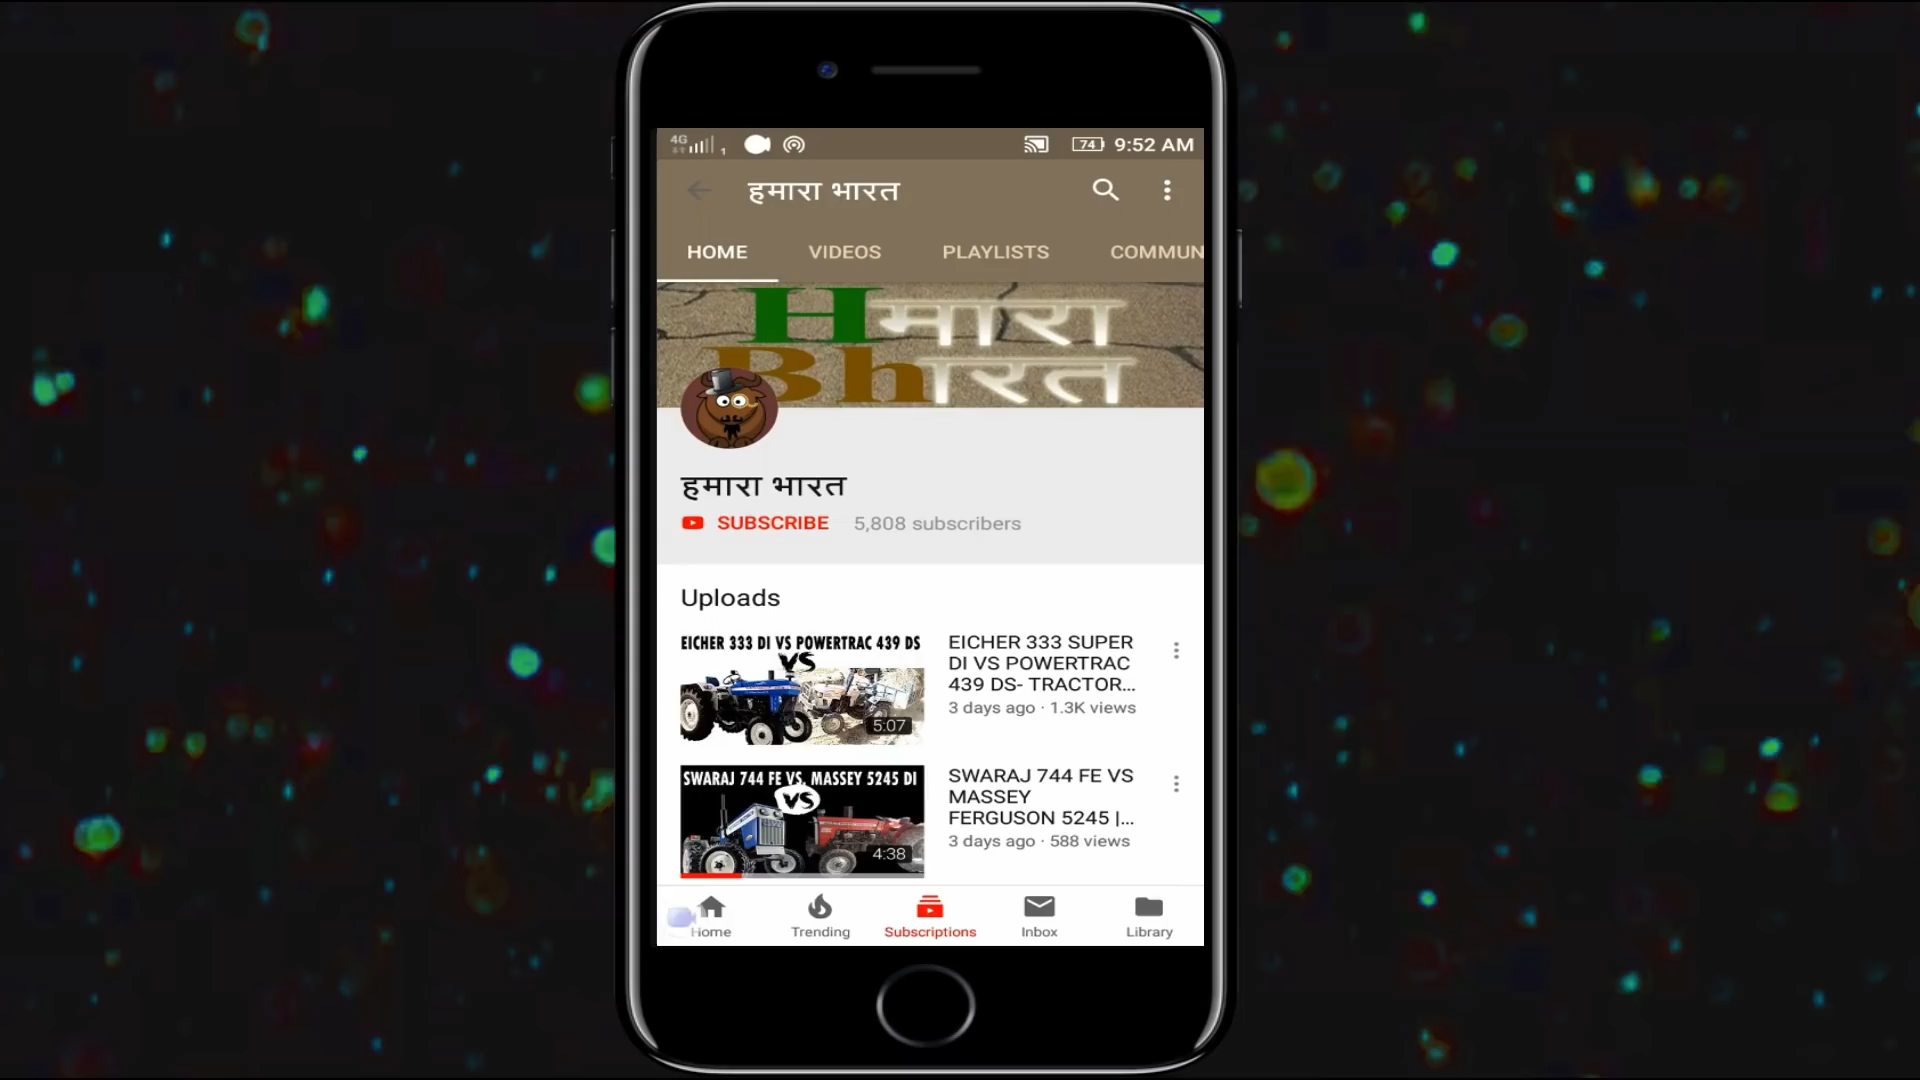 4G 1 74 9:52 AM
हमारा भारत
HOME VIDEOS PLAYLISTS COMMUN
Hमारा
Bhारत
हमारा भारत
SUBSCRIBE 5,808 subscribers
Uploads
EICHER 333 DI VS POWERTRAC 439 DS
VS
5:07
EICHER 333 SUPER
DI VS POWERTRAC
439 DS- TRACTOR...
3 days ago · 1.3K views
SWARAJ 744 FE VS. MASSEY 5245 DI
VS
4:38
SWARAJ 744 FE VS
MASSEY
FERGUSON 5245 |...
3 days ago · 588 views
Home Trending Subscriptions Inbox Library